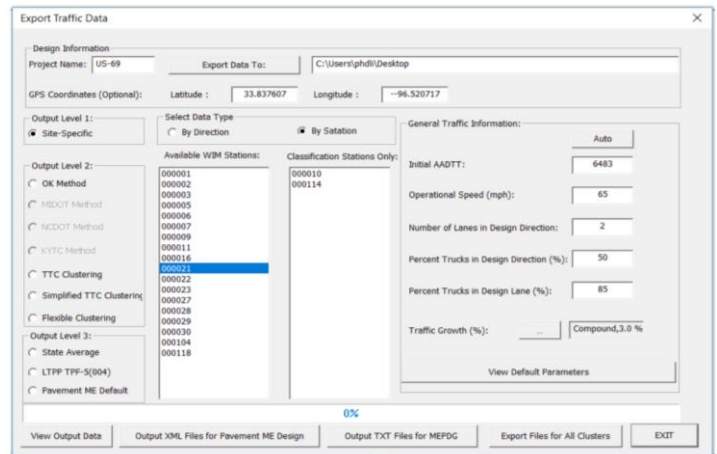 Export Traffic Data
Design Information
Project Name: US-69 Export Data To: C:\Users\phdli\Desktop
GPS Coordinates (Optional): Latitude : 33.837607 Longitude : --96.520717
Output Level 1:
Site-Specific
Select Data Type
By Direction By Satation
Output Level 2:
OK Method
MIDOT Method
NCDOT Method
KYTC Method
TTC Clustering
Simplified TTC Clustering
Flexible Clustering
Output Level 3:
State Average
LTPP TPF-5(004)
Pavement ME Default
Available WIM Stations:
000001
000002
000003
000005
000006
000007
000009
000011
000016
000021
000022
000023
000027
000028
000029
000030
000104
000118
Classification Stations Only:
000010
000114
General Traffic Information:
Auto
Initial AADTT: 6483
Operational Speed (mph): 65
Number of Lanes in Design Direction: 2
Percent Trucks in Design Direction (%): 50
Percent Trucks in Design Lane (%): 85
Traffic Growth (%): ... Compound,3.0 %
View Default Parameters
0%
View Output Data Output XML Files for Pavement ME Design Output TXT Files for MEPDG Export Files for All Clusters EXIT